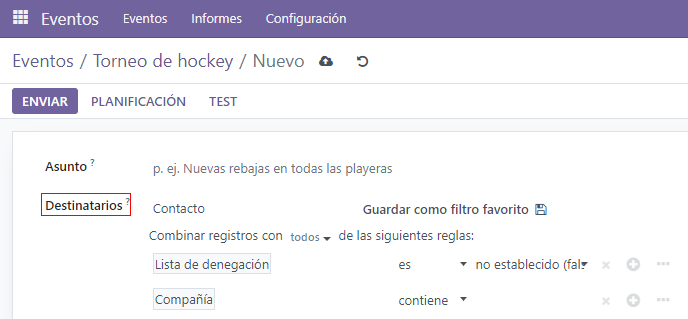 Eventos Eventos Informes Configuración
Eventos / Torneo de hockey / Nuevo
ENVIAR PLANIFICACIÓN TEST
Asunto ? p. ej. Nuevas rebajas en todas las playeras
Destinatarios ? Contacto Guardar como filtro favorito
Combinar registros con todos de las siguientes reglas:
Lista de denegación es no establecido (fal
Compañía contiene